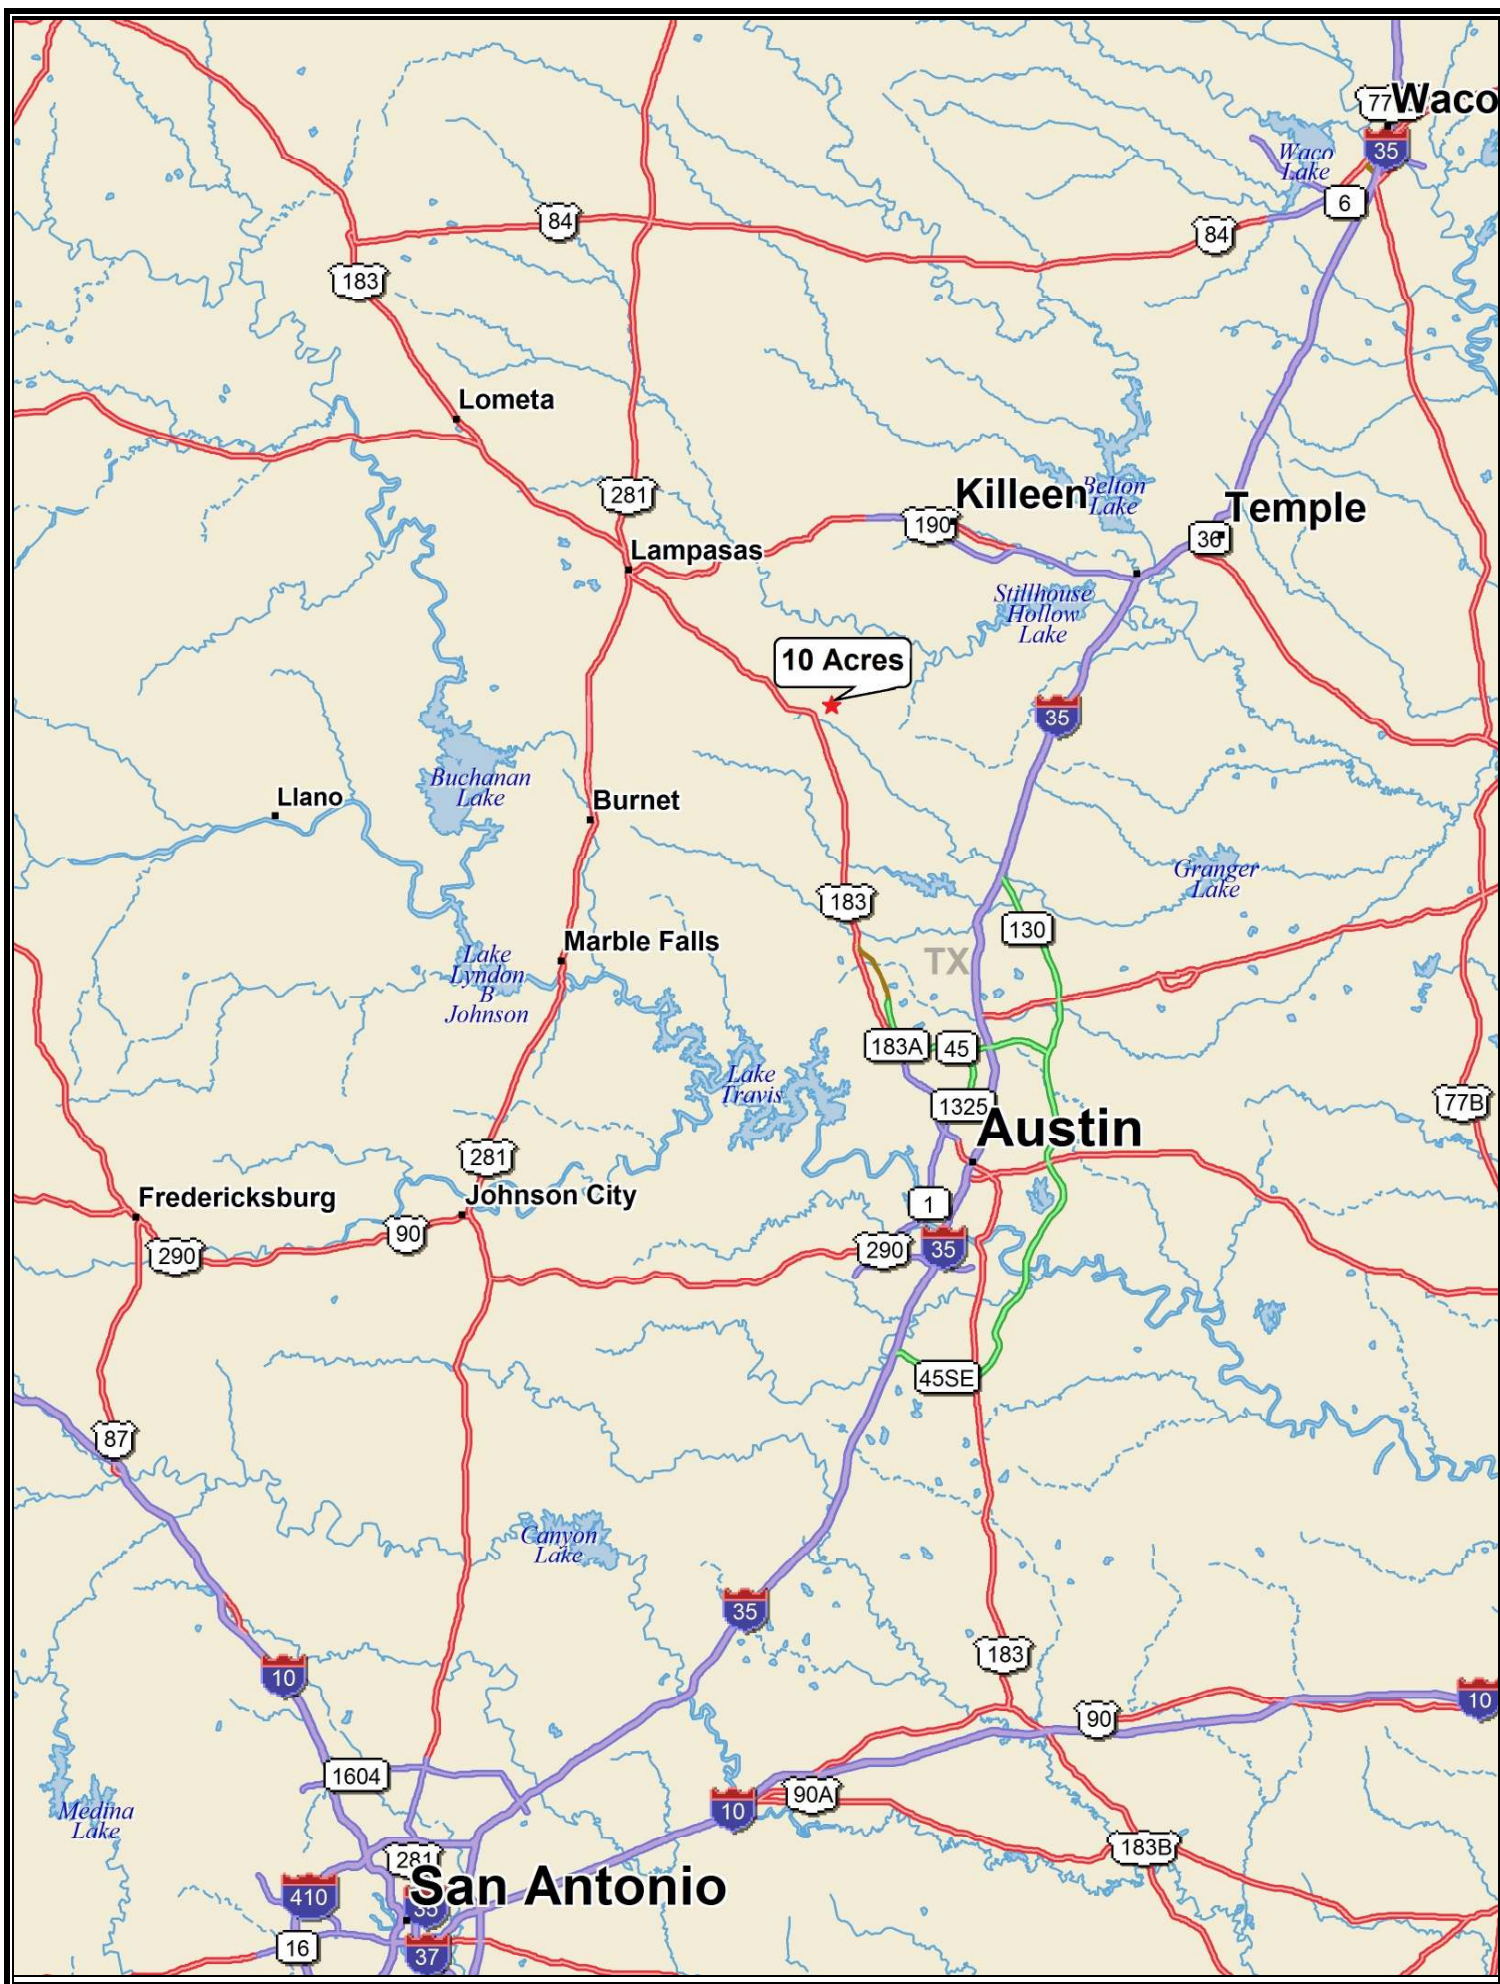 77
Waco
35
Waco
Lake
6
84
84
183
Lometa
281
Killeen
Belton
Lake
190
Temple
36
Lampasas
Stillhouse
Hollow
Lake
10 Acres
35
Buchanan
Lake
Llano
Burnet
Granger
Lake
183
130
Marble Falls
TX
Lake
Lyndon
B
Johnson
183A
45
Lake
Travis
1325
77B
Austin
281
Fredericksburg
Johnson City
1
90
290
290
35
45SE
87
Canyon
Lake
35
183
10
90
10
1604
90A
10
Medina
Lake
183B
281
San Antonio
410
35
16
37